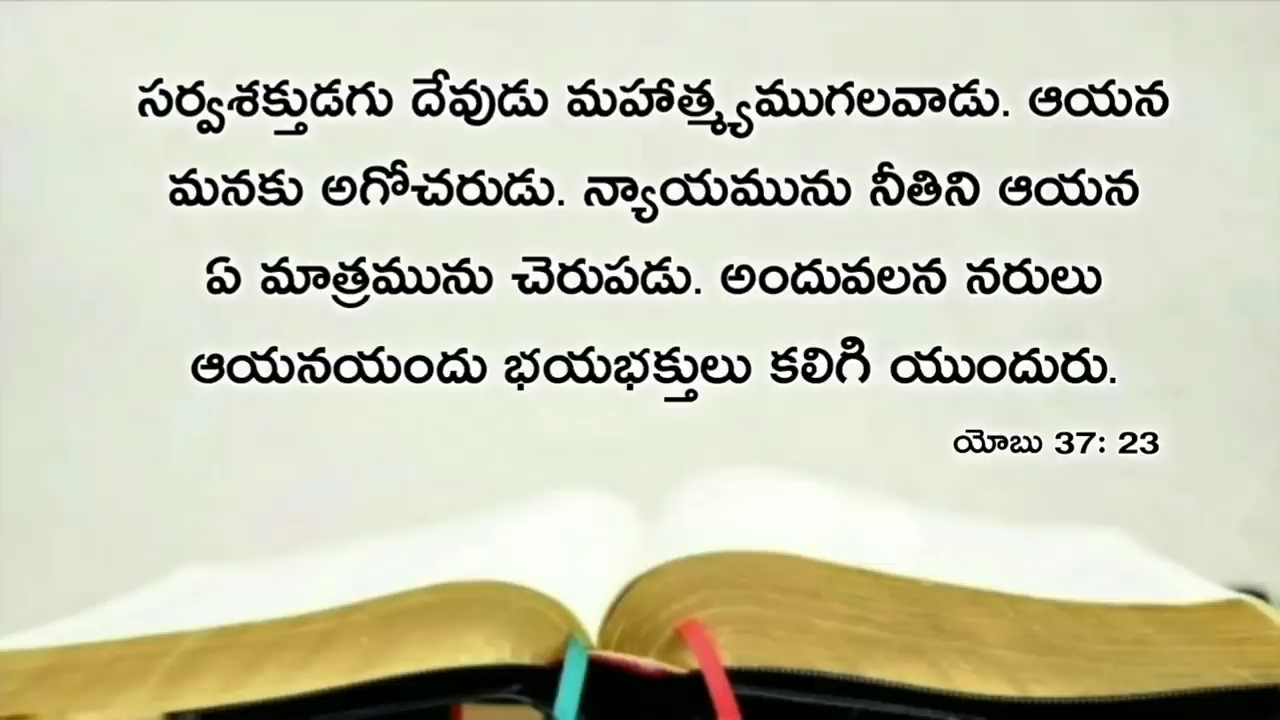 సర్వశక్తుడగు దేవుడు మహాత్మ్యముగలవాడు. ఆయన
మనకు అగోచరుడు. న్యాయమును నీతిని ఆయన
ఏ మాత్రమును చెరుపడు. అందువలన నరులు
ఆయనయందు భయభక్తులు కలిగి యుందురు.
యోబు 37: 23